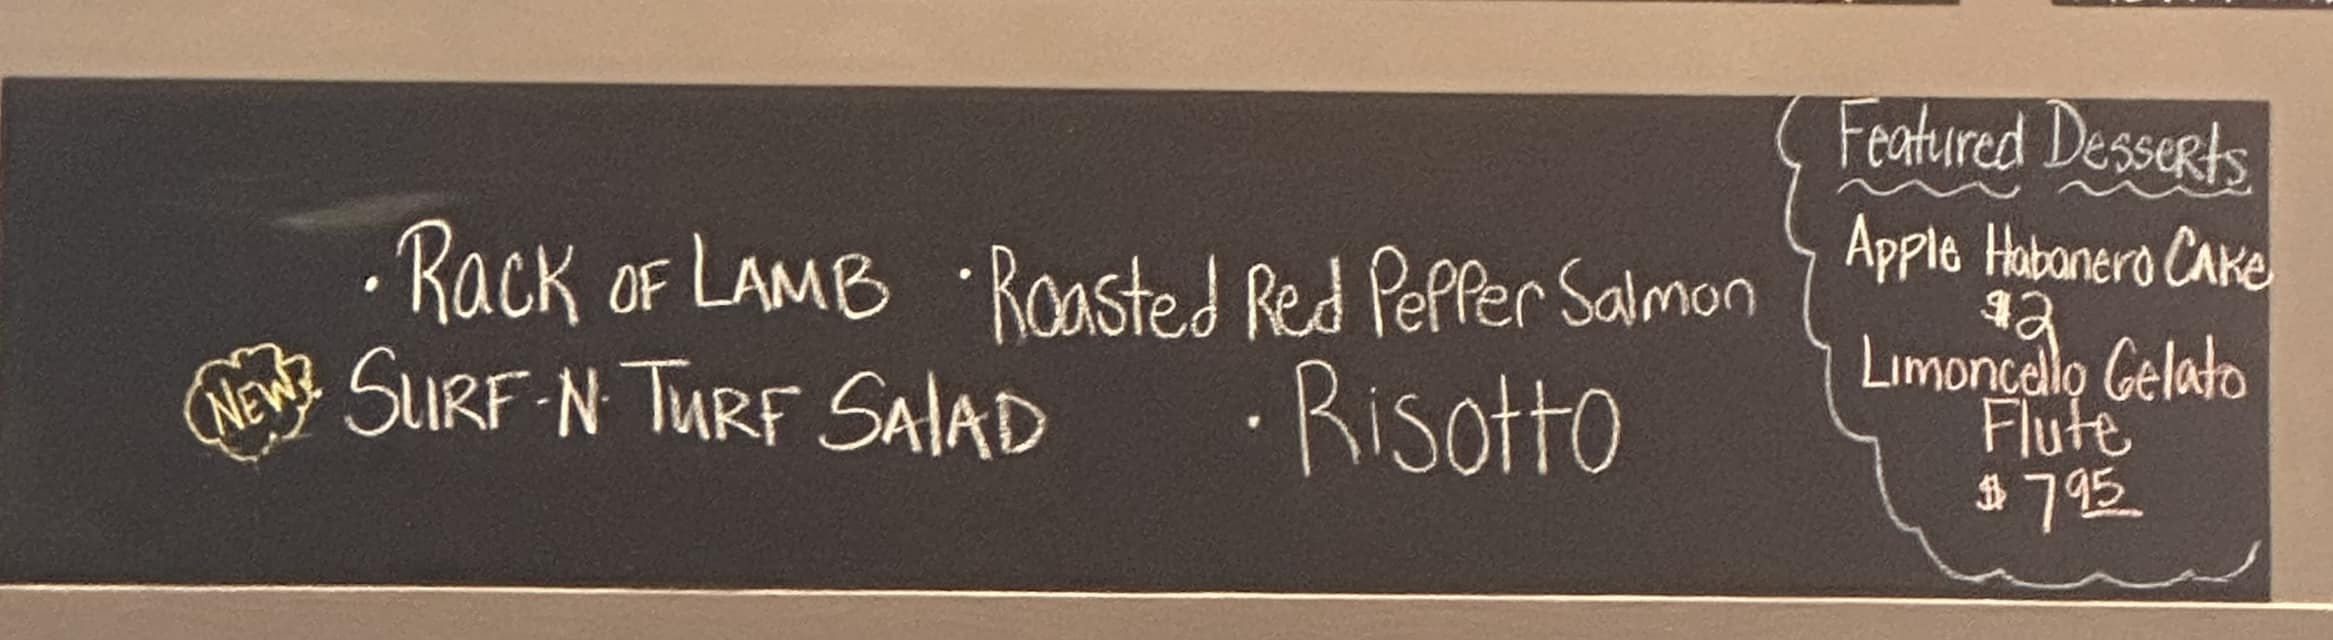 · Rack of Lamb · Roasted Red Pepper Salmon
NEW! Surf-N-Turf Salad · Risotto
Featured Desserts
Apple Habanero Cake
$2
Limoncello Gelato
Flute
$7 95